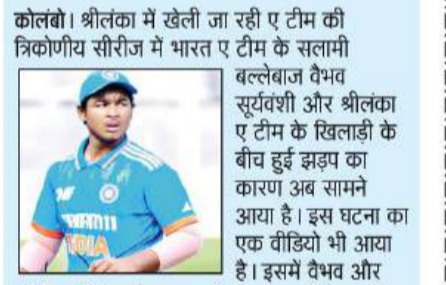 कोलंबो। श्रीलंका में खेली जा रही ए टीम की
त्रिकोणीय सीरीज में भारत ए टीम के सलामी
बल्लेबाज वैभव
सूर्यवंशी और श्रीलंका
ए टीम के खिलाड़ी के
बीच हुई झड़प का
कारण अब सामने
आया है। इस घटना का
एक वीडियो भी आया
है। इसमें वैभव और